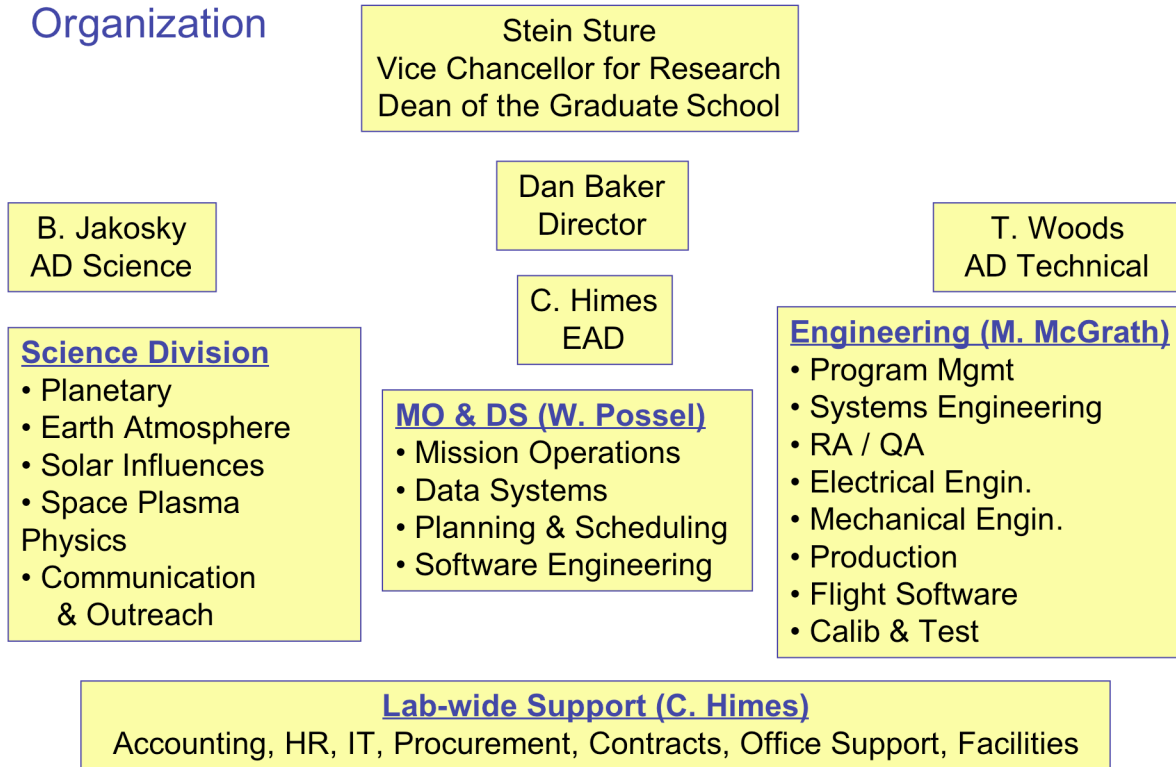 Organization
Stein Sture
Vice Chancellor for Research
Dean of the Graduate School
Dan Baker
Director
B. Jakosky
AD Science
T. Woods
AD Technical
C. Himes
EAD
Science Division
• Planetary
• Earth Atmosphere
• Solar Influences
• Space Plasma
Physics
• Communication
& Outreach
MO & DS (W. Possel)
• Mission Operations
• Data Systems
• Planning & Scheduling
• Software Engineering
Engineering (M. McGrath)
• Program Mgmt
• Systems Engineering
• RA / QA
• Electrical Engin.
• Mechanical Engin.
• Production
• Flight Software
• Calib & Test
Lab-wide Support (C. Himes)
Accounting, HR, IT, Procurement, Contracts, Office Support, Facilities